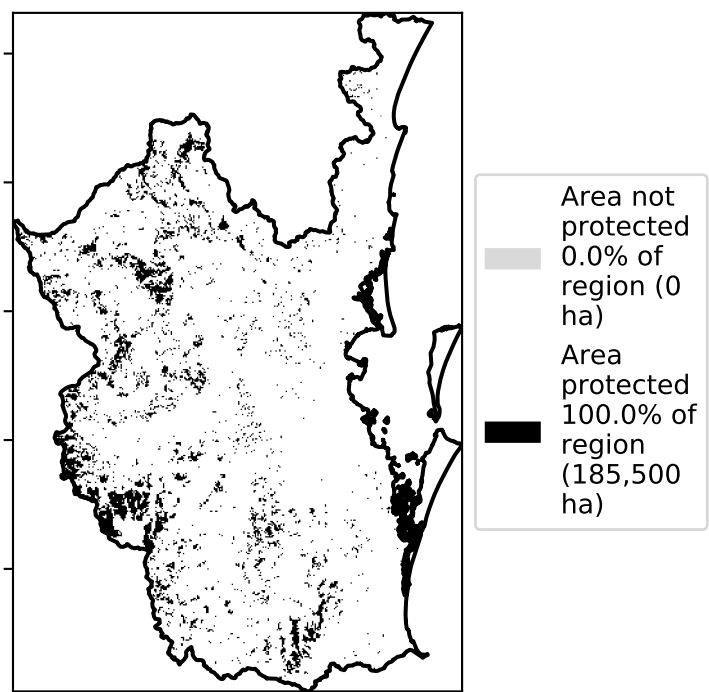 Area not
protected
0.0% of
region (0
ha)
Area
protected
100.0% of
region
(185,500
ha)